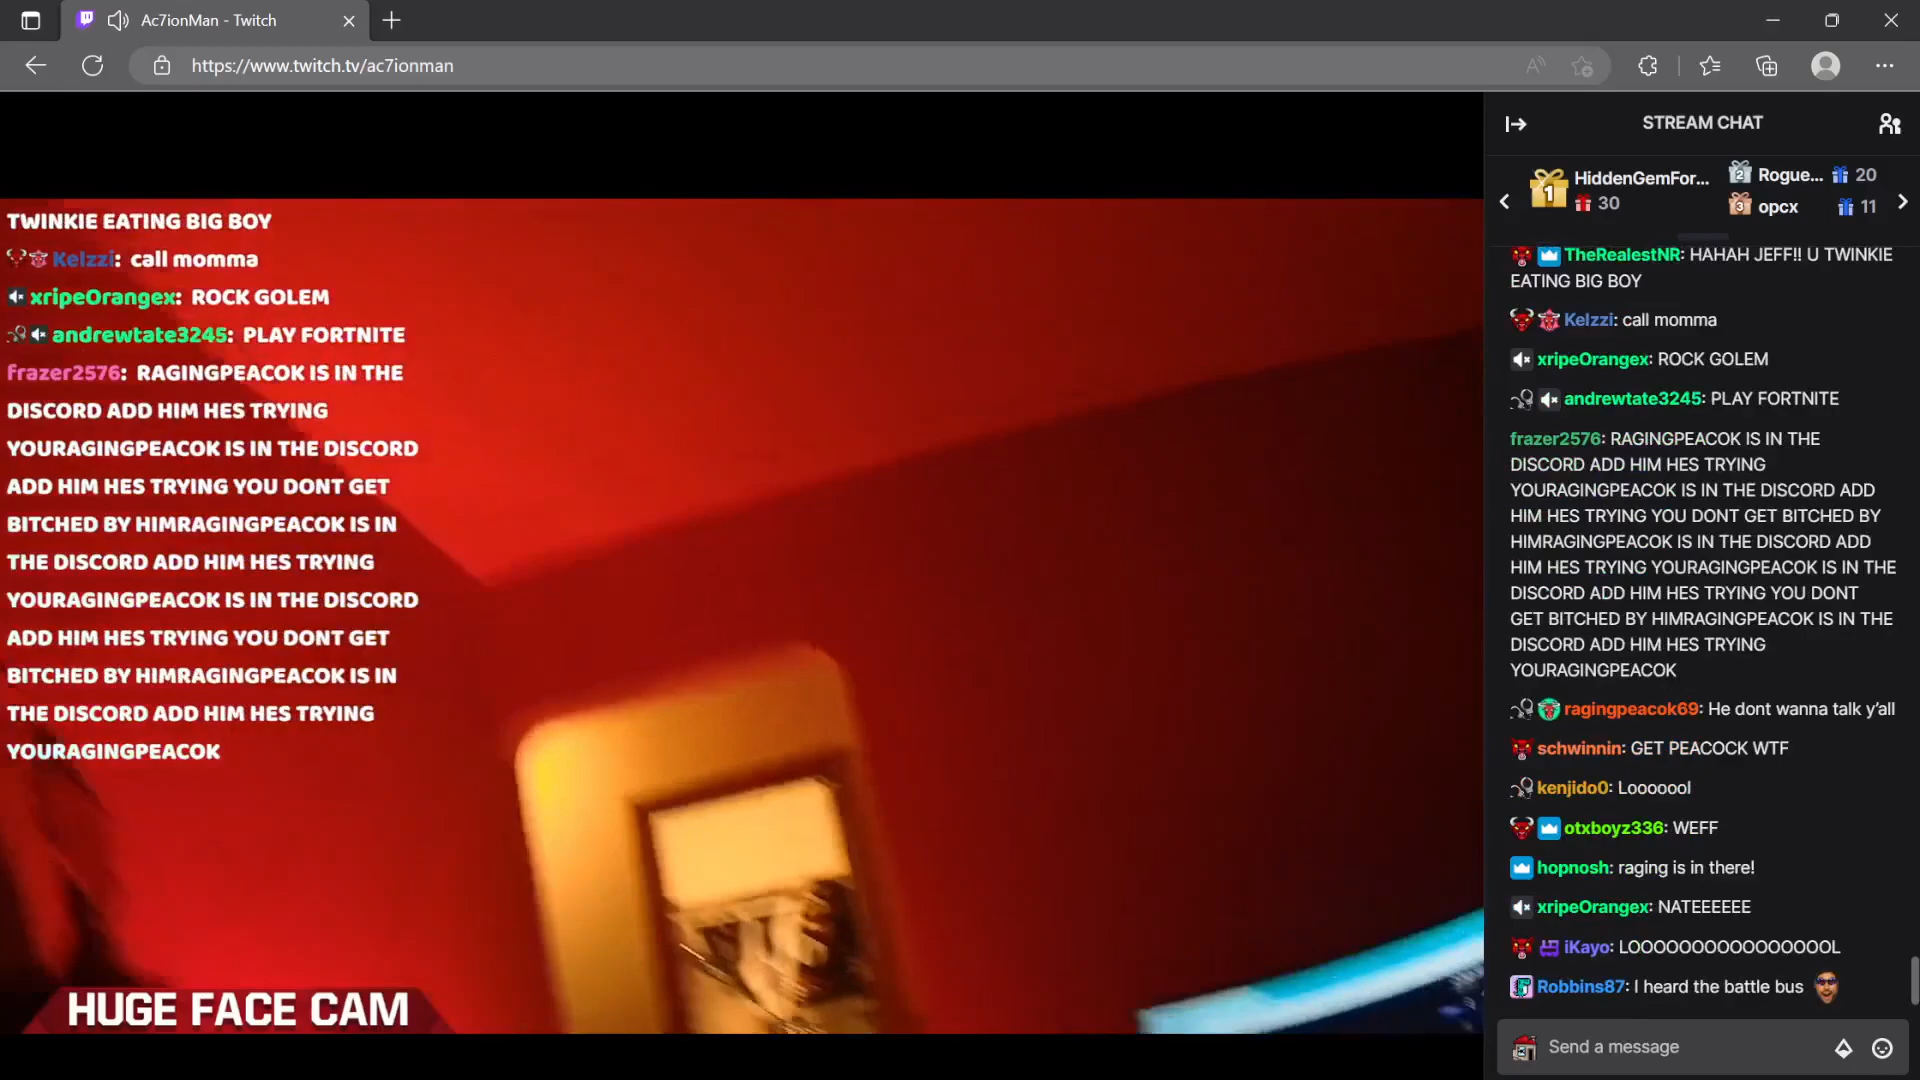 Ac7ionMan - Twitch
https://www.twitch.tv/ac7ionman
TWINKIE EATING BIG BOY
Kelzzi: call momma
xripeOrangex: ROCK GOLEM
andrewtate3245: PLAY FORTNITE
frazer2576: RAGINGPEACOK IS IN THE
DISCORD ADD HIM HES TRYING
YOURAGINGPEACOK IS IN THE DISCORD
ADD HIM HES TRYING YOU DONT GET
BITCHED BY HIMRAGINGPEACOK IS IN
THE DISCORD ADD HIM HES TRYING
YOURAGINGPEACOK IS IN THE DISCORD
ADD HIM HES TRYING YOU DONT GET
BITCHED BY HIMRAGINGPEACOK IS IN
THE DISCORD ADD HIM HES TRYING
YOURAGINGPEACOK
HUGE FACE CAM
STREAM CHAT
1 HiddenGemFor...
30
2 Rogue... 20
3 opcx 11
TheRealestNR: HAHAH JEFF!! U TWINKIE
EATING BIG BOY
Kelzzi: call momma
xripeOrangex: ROCK GOLEM
andrewtate3245: PLAY FORTNITE
frazer2576: RAGINGPEACOK IS IN THE
DISCORD ADD HIM HES TRYING
YOURAGINGPEACOK IS IN THE DISCORD ADD
HIM HES TRYING YOU DONT GET BITCHED BY
HIMRAGINGPEACOK IS IN THE DISCORD ADD
HIM HES TRYING YOURAGINGPEACOK IS IN THE
DISCORD ADD HIM HES TRYING YOU DONT
GET BITCHED BY HIMRAGINGPEACOK IS IN THE
DISCORD ADD HIM HES TRYING
YOURAGINGPEACOK
ragingpeacok69: He dont wanna talk y'all
schwinnin: GET PEACOCK WTF
kenjido0: Looooool
otxboyz336: WEFF
hopnosh: raging is in there!
xripeOrangex: NATEEEEEE
iKayo: LOOOOOOOOOOOOOOOOL
Robbins87: I heard the battle bus
Send a message